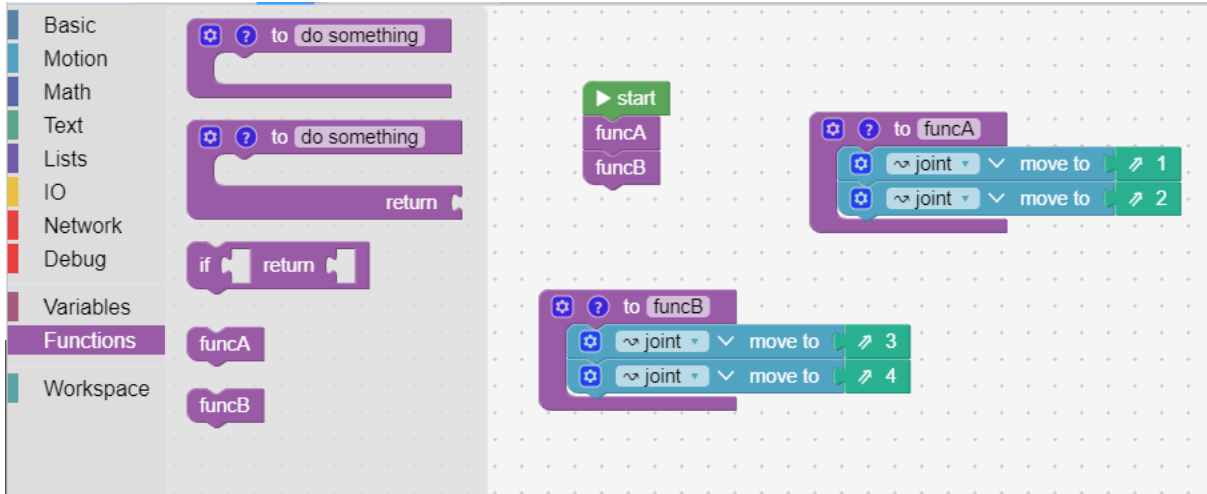 Basic
Motion
Math
Text
Lists
IO
Network
Debug
Variables
Functions
Workspace
? to do something
? to do something
return
if return
funcA
funcB
start
funcA
funcB
? to funcA
joint move to 1
joint move to 2
? to funcB
joint move to 3
joint move to 4